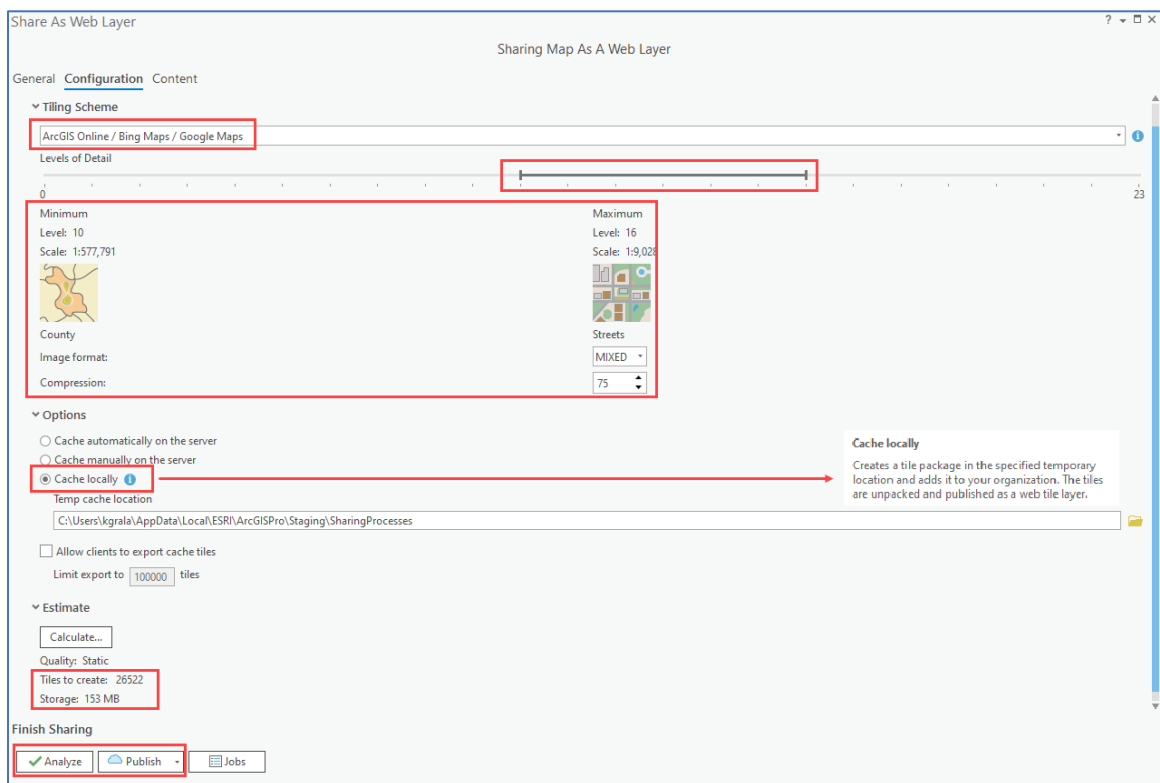 Share As Web Layer
Sharing Map As A Web Layer
General Configuration Content
Tiling Scheme
ArcGIS Online / Bing Maps / Google Maps
Levels of Detail
0 23
Minimum Maximum
Level: 10 Level: 16
Scale: 1:577,791 Scale: 1:9,028
County Streets
Image format: MIXED
Compression: 75
Options
Cache automatically on the server
Cache manually on the server
Cache locally
Temp cache location
C:\Users\kgrala\AppData\Local\ESRI\ArcGISPro\Staging\SharingProcesses
Cache locally
Creates a tile package in the specified temporary
location and adds it to your organization. The tiles
are unpacked and published as a web tile layer.
Allow clients to export cache tiles
Limit export to 100000 tiles
Estimate
Calculate...
Quality: Static
Tiles to create: 26522
Storage: 153 MB
Finish Sharing
Analyze Publish Jobs